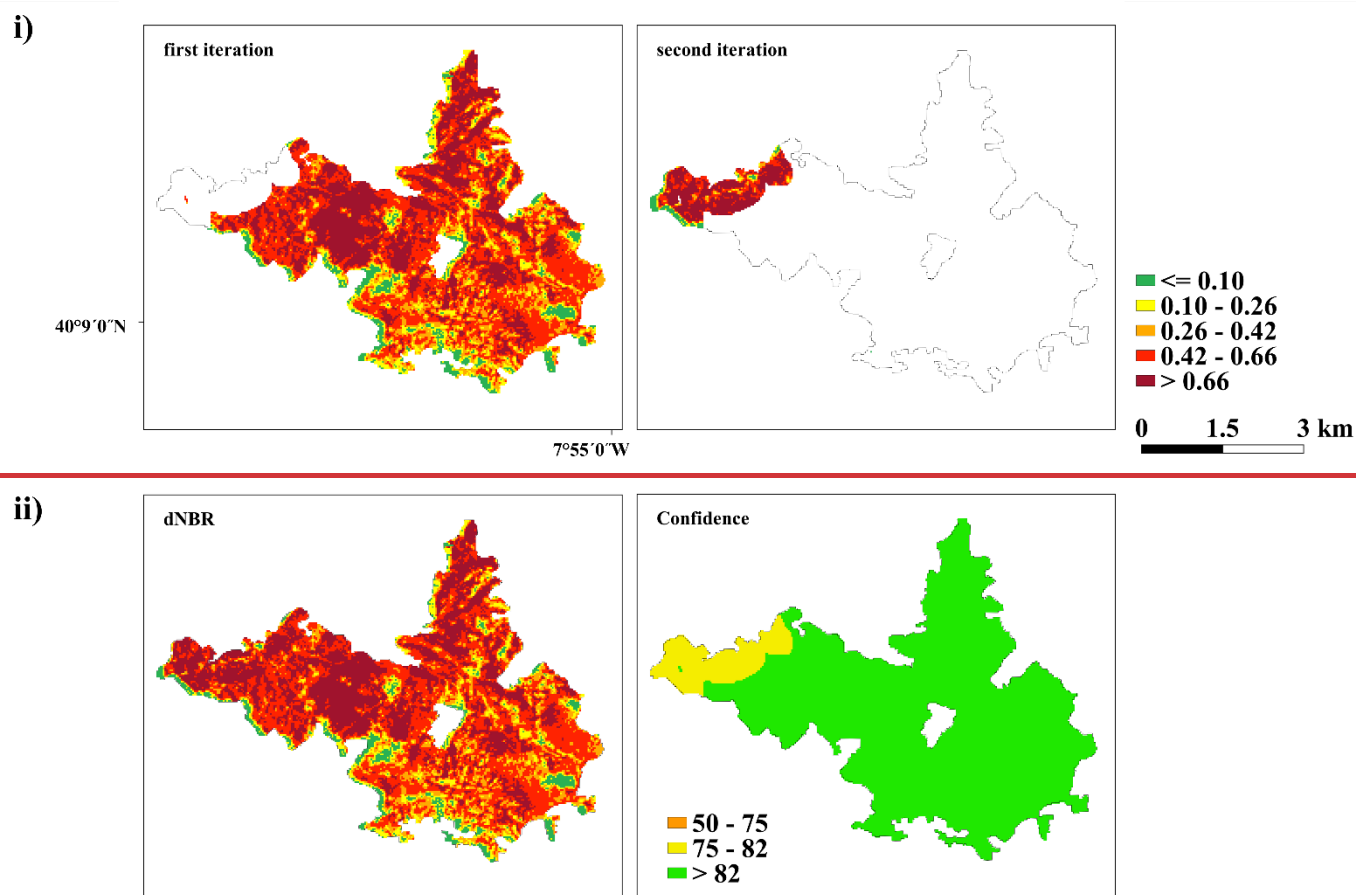 i)
first iteration
second iteration
40°9´0˝N
7°55´0˝W
<= 0.10
0.10 - 0.26
0.26 - 0.42
0.42 - 0.66
> 0.66
0 1.5 3 km
ii)
dNBR
Confidence
50 - 75
75 - 82
> 82